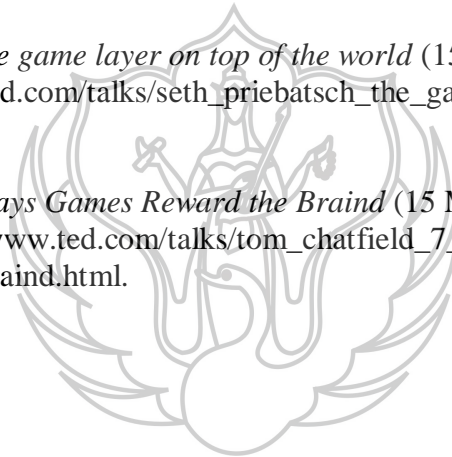 e game layer on top of the world (15
d.com/talks/seth_priebatsch_the_ga
ays Games Reward the Braind (15 M
www.ted.com/talks/tom_chatfield_7_
aind.html.